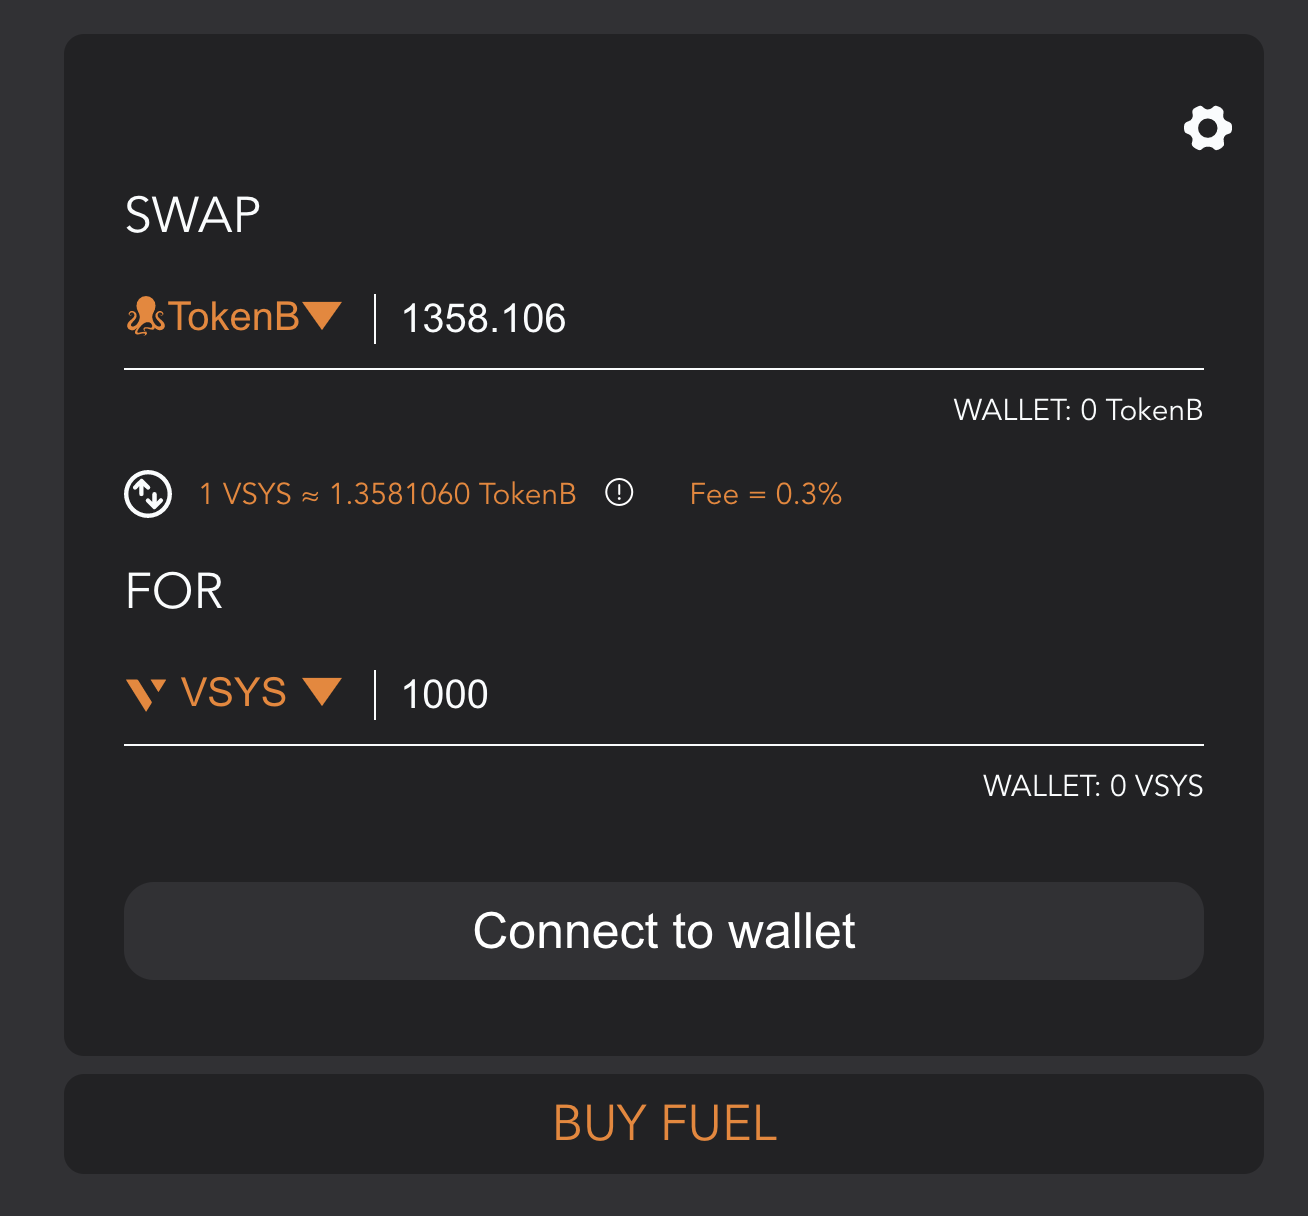 SWAP
TokenB 1358.106
WALLET: 0 TokenB
1 VSYS ≈ 1.3581060 TokenB Fee = 0.3%
FOR
VSYS 1000
WALLET: 0 VSYS
Connect to wallet
BUY FUEL